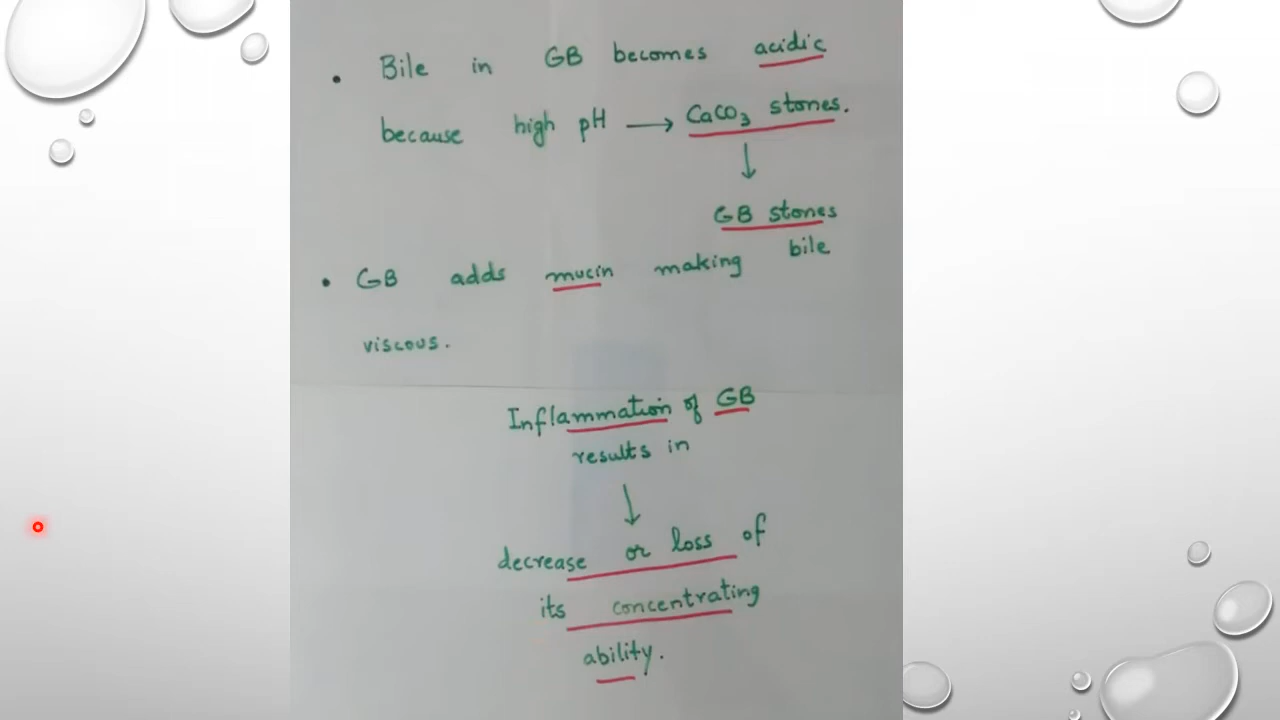 • Bile in GB becomes acidic
because high pH → CaCO₃ stones.
↓
GB stones
• GB adds mucin making bile
viscous.
Inflammation of GB
results in
↓
decrease or loss of
its concentrating
ability.